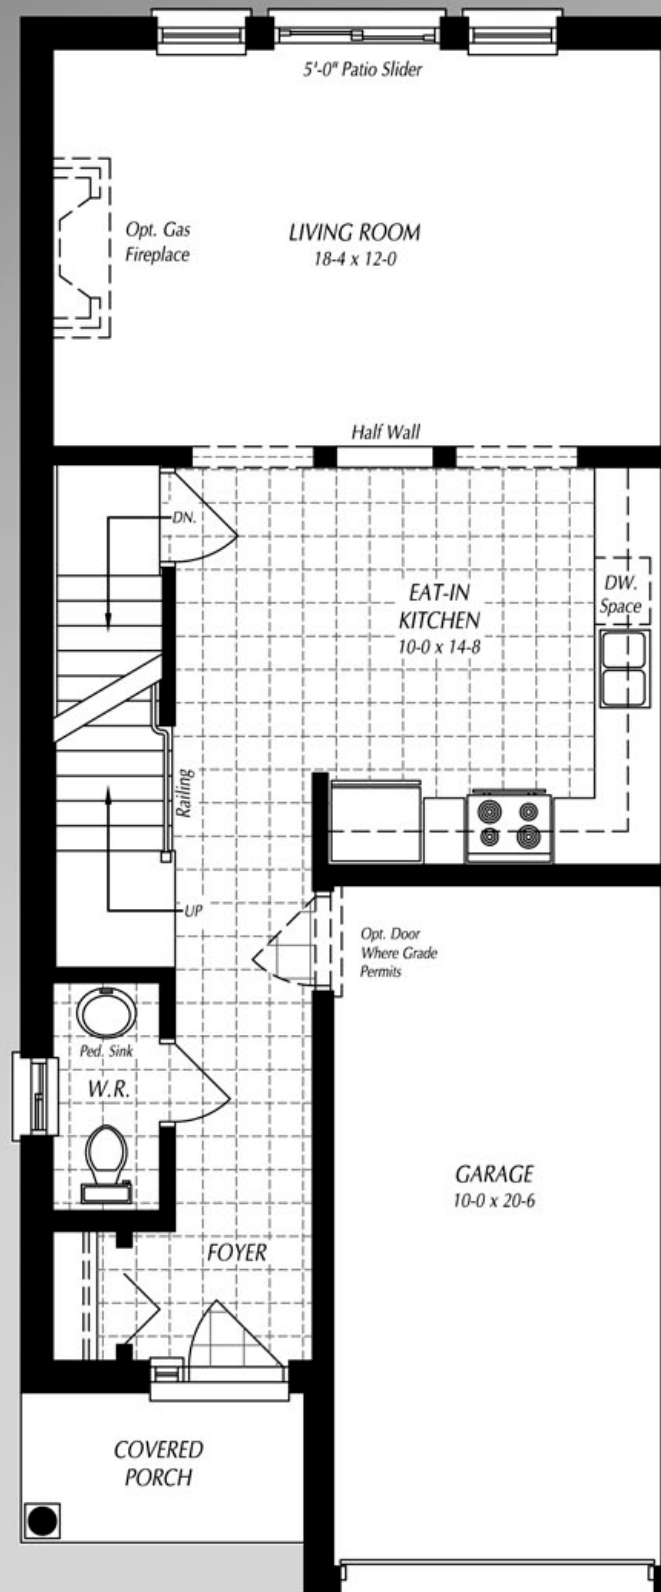 5'-0" Patio Slider
Opt. Gas
Fireplace
LIVING ROOM
18-4 x 12-0
Half Wall
DN.
EAT-IN
KITCHEN
10-0 x 14-8
DW.
Space
Railing
UP
Opt. Door
Where Grade
Permits
Ped. Sink
W.R.
GARAGE
10-0 x 20-6
FOYER
COVERED
PORCH